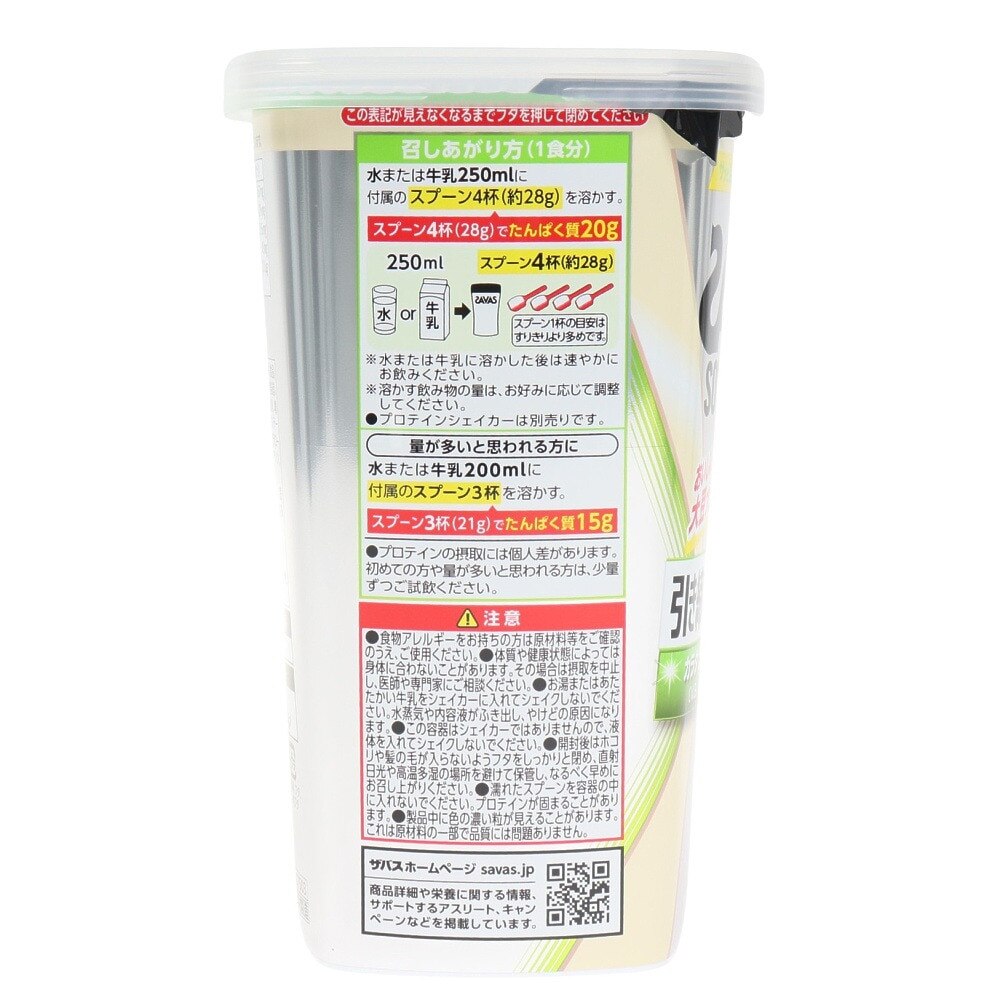 この表記が見えなくなるまでフタを押して閉めてください
召しあがり方(1食分)
水または牛乳250mlに
付属のスプーン4杯(約28g)を溶かす。
スプーン4杯(28g)でたんぱく質20g
250ml
スプーン4杯(約28g)
水 or 牛乳
SAVAS
スプーン1杯の目安は
すりきりより多めです。
※水または牛乳に溶かした後は速やかに
お飲みください。
※溶かす飲み物の量は、お好みに応じて調整
してください。
●プロテインシェイカーは別売りです。
量が多いと思われる方に
水または牛乳200mlに
付属のスプーン3杯を溶かす。
スプーン3杯(21g)でたんぱく質15g
●プロテインの摂取には個人差があります。
初めての方や量が多いと思われる方は、少量
ずつご試飲ください。
注意
●食物アレルギーをお持ちの方は原材料等をご確認
のうえ、ご使用ください。●体質や健康状態によっては
身体に合わないことがあります。その場合は摂取を中止
し、医師や専門家にご相談ください。●お湯またはあた
たかい牛乳をシェイカーに入れてシェイクしないでくだ
さい。水蒸気や内容液がふき出し、やけどの原因になり
ます。●この容器はシェイカーではありませんので、液
体を入れてシェイクしないでください。●開封後はホコ
リや髪の毛が入らないようフタをしっかりと閉め、直射
日光や高温多湿の場所を避けて保管し、なるべく早めに
お召し上がりください。●濡れたスプーンを容器の中
に入れないでください。プロテインが固まることがあり
ます。●製品中に色の濃い粒が見えることがあります。
これは原材料の一部で品質には問題ありません。
ザバスホームページ savas.jp
商品詳細や栄養に関する情報、
サポートするアスリート、キャン
ペーンなどを掲載しています。
引き